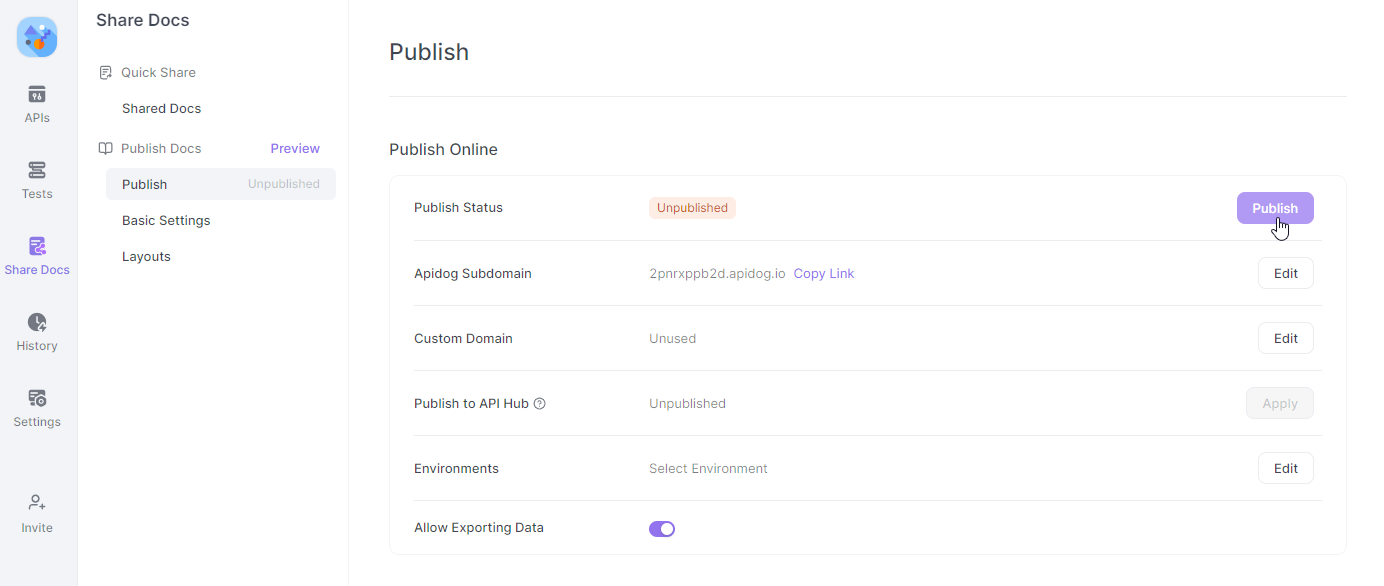 Share Docs
APIs
Tests
Share Docs
History
Settings
Invite
Quick Share
Shared Docs
Publish Docs Preview
Publish Unpublished
Basic Settings
Layouts
Publish
Publish Online
Publish Status Unpublished Publish
Apidog Subdomain 2pnrxppb2d.apidog.io Copy Link Edit
Custom Domain Unused Edit
Publish to API Hub Unpublished Apply
Environments Select Environment Edit
Allow Exporting Data